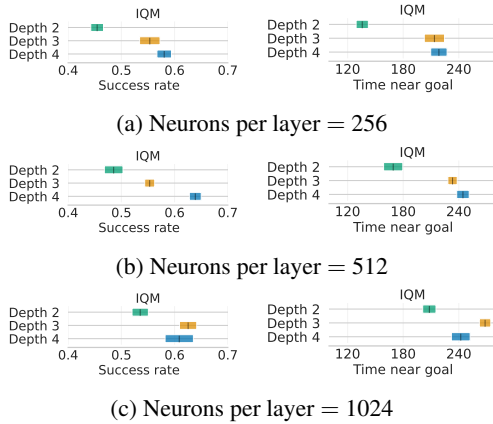 IQM
IQM
Depth 2
Depth 3
Depth 4
0.4 0.5 0.6 0.7
Success rate
Depth 2
Depth 3
Depth 4
120 180 240
Time near goal
(a) Neurons per layer = 256
IQM
IQM
Depth 2
Depth 3
Depth 4
0.4 0.5 0.6 0.7
Success rate
Depth 2
Depth 3
Depth 4
120 180 240
Time near goal
(b) Neurons per layer = 512
IQM
IQM
Depth 2
Depth 3
Depth 4
0.4 0.5 0.6 0.7
Success rate
Depth 2
Depth 3
Depth 4
120 180 240
Time near goal
(c) Neurons per layer = 1024